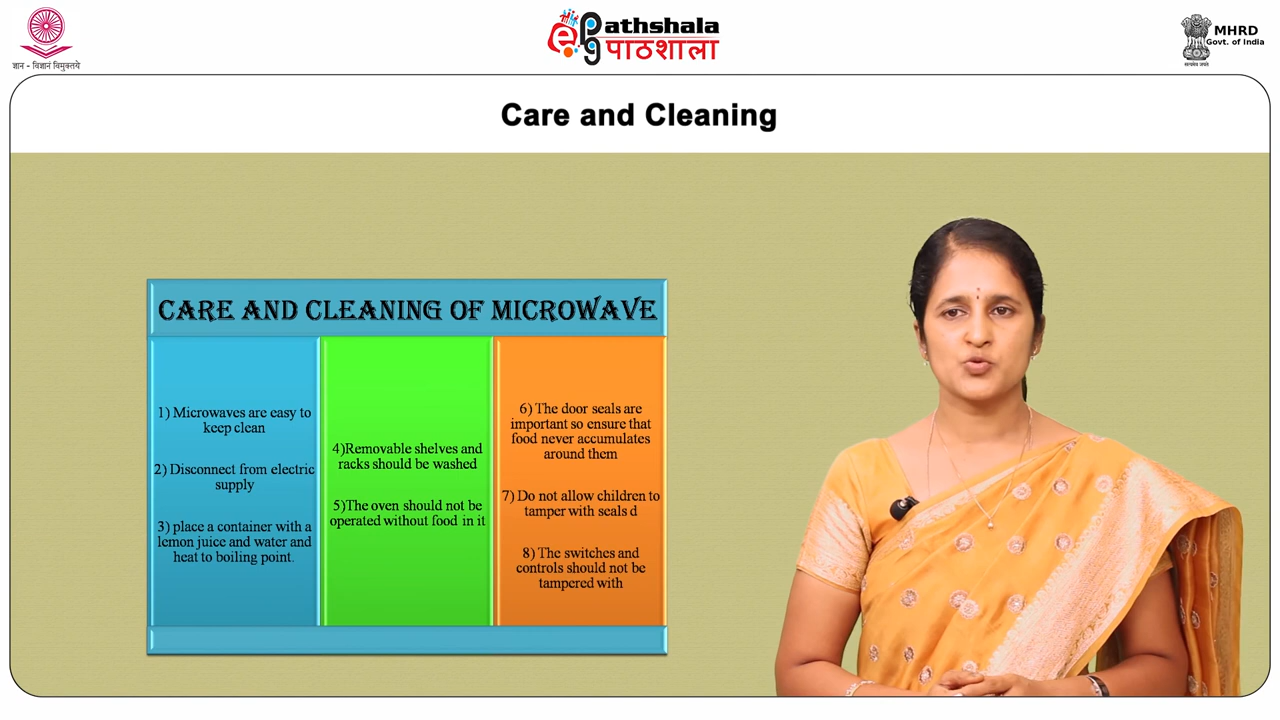 ज्ञान - विज्ञान विमुक्तये
epg Pathshala
पाठशाला
MHRD
Govt. of India
सत्यमेव जयते
Care and Cleaning
CARE AND CLEANING OF MICROWAVE
1) Microwaves are easy to
keep clean
2) Disconnect from electric
supply
3) place a container with a
lemon juice and water and
heat to boiling point.
4)Removable shelves and
racks should be washed
5)The oven should not be
operated without food in it
6) The door seals are
important so ensure that
food never accumulates
around them
7) Do not allow children to
tamper with seals d
8) The switches and
controls should not be
tampered with